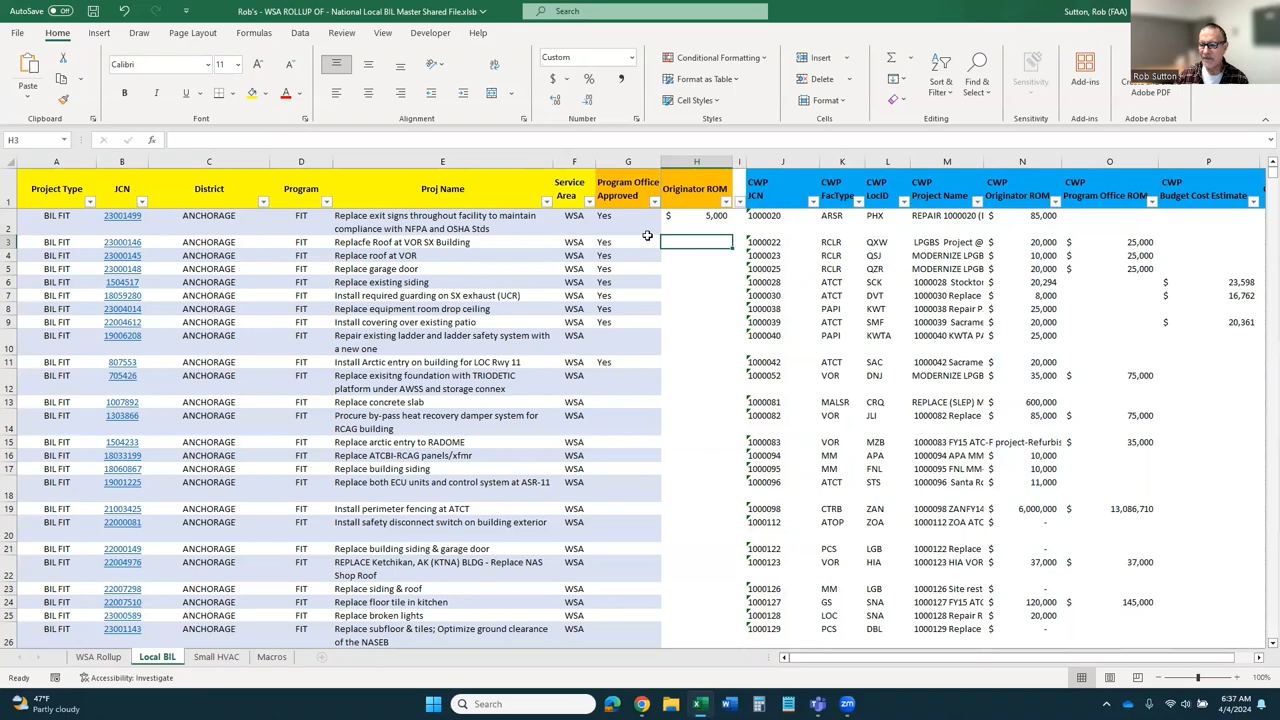 AutoSave Off Rob's - WSA ROLLUP OF - National Local BIL Master Shared File.xlsx Search Sutton, Rob (FAA)
File Home Insert Draw Page Layout Formulas Data Review View Developer Help
Paste Calibri 11 Custom Conditional Formatting Format as Table Cell Styles Insert Delete Format Sort & Filter Find & Select Sensitivity Add-ins Adobe PDF
Clipboard Font Alignment Number Styles Cells Editing Sensitivity Add-ins Adobe Acrobat
Rob Sutton
H3
A B C D E F G H I J K L M N O P
1 Project Type JCN District Program Proj Name Service Area Program Office Approved Originator ROM CWP JCN CWP FacType CWP LocID CWP Project Name CWP Originator ROM CWP Program Office ROM CWP Budget Cost Estimate
2 BIL FIT 23001499 ANCHORAGE FIT Replace exit signs throughout facility to maintain compliance with NFPA and OSHA Stds WSA Yes $ 5,000 1000020 ARSR PHX REPAIR 1000020 (I $ 85,000
3 BIL FIT 23000146 ANCHORAGE FIT Replacfe Roof at VOR SX Building WSA Yes 1000022 RCLR QXW LPGBS Project @ $ 20,000 $ 25,000
4 BIL FIT 23000145 ANCHORAGE FIT Replace roof at VOR WSA Yes 1000023 RCLR QSJ MODERNIZE LPGB $ 10,000 $ 25,000
5 BIL FIT 23000148 ANCHORAGE FIT Replace garage door WSA Yes 1000025 RCLR QZR MODERNIZE LPGB $ 20,000 $ 25,000
6 BIL FIT 1504517 ANCHORAGE FIT Replace existing siding WSA Yes 1000028 ATCT SCK 1000028 Stockto $ 20,294 $ 23,598
7 BIL FIT 18059280 ANCHORAGE FIT Install required guarding on SX exhaust (UCR) WSA Yes 1000030 ATCT DVT 1000030 Replace $ 8,000 $ 16,762
8 BIL FIT 23004014 ANCHORAGE FIT Replace equipment room drop ceiling WSA Yes 1000038 PAPI KWT 1000038 Repair P $ 25,000
9 BIL FIT 22004612 ANCHORAGE FIT Install covering over existing patio WSA Yes 1000039 ATCT SMF 1000039 Sacrame $ 20,000 $ 20,361
10 BIL FIT 19006208 ANCHORAGE FIT Repair existing ladder and ladder safety system with a new one WSA 1000040 PAPI KWTA 1000040 KWTA PA $ 25,000
11 BIL FIT 807553 ANCHORAGE FIT Install Arctic entry on building for LOC Rwy 11 WSA Yes 1000042 ATCT SAC 1000042 Sacrame $ 20,000
12 BIL FIT 705426 ANCHORAGE FIT Replace exisitng foundation with TRIODETIC platform under AWSS and storage connex WSA 1000052 VOR DNJ MODERNIZE LPGB $ 35,000 $ 75,000
13 BIL FIT 1007892 ANCHORAGE FIT Replace concrete slab WSA 1000081 MALSR CRQ REPLACE (SLEP) M $ 600,000
14 BIL FIT 1303866 ANCHORAGE FIT Procure by-pass heat recovery damper system for RCAG building WSA 1000082 VOR JLI 1000082 Replace $ 85,000 $ 75,000
15 BIL FIT 1504233 ANCHORAGE FIT Replace arctic entry to RADOME WSA 1000083 VOR MZB 1000083 FY15 ATC-F project-Refurbis $ 35,000
16 BIL FIT 18033199 ANCHORAGE FIT Replace ATCBI-RCAG panels/xfmr WSA 1000094 MM APA 1000094 APA MM $ 10,000
17 BIL FIT 18060867 ANCHORAGE FIT Replace building siding WSA 1000095 MM FNL 1000095 FNL MM- $ 10,000
18 BIL FIT 19001225 ANCHORAGE FIT Replace both ECU units and control system at ASR-11 WSA 1000096 ATCT STS 1000096 Santa Ro $ 11,000
19 BIL FIT 21003425 ANCHORAGE FIT Install perimeter fencing at ATCT WSA 1000098 CTRB ZAN 1000098 ZANFY14 $ 6,000,000 $ 13,086,710
20 BIL FIT 22000081 ANCHORAGE FIT Install safety disconnect switch on building exterior WSA 1000112 ATOP ZOA 1000112 ZOA ATC $ -
21 BIL FIT 22000149 ANCHORAGE FIT Replace building siding & garage door WSA 1000122 PCS LGB 1000122 Replace $ -
22 BIL FIT 22004976 ANCHORAGE FIT REPLACE Ketchikan, AK (KTNA) BLDG - Replace NAS Shop Roof WSA 1000123 VOR HIA 1000123 HIA VOR $ 37,000 $ 37,000
23 BIL FIT 22007298 ANCHORAGE FIT Replace siding & roof WSA 1000126 MM LGB 1000126 Site rest $ -
24 BIL FIT 22007510 ANCHORAGE FIT Replace floor tile in kitchen WSA 1000127 GS SNA 1000127 FY15 ATC $ 120,000 $ 145,000
25 BIL FIT 23000589 ANCHORAGE FIT Replace broken lights WSA 1000128 LOC SNA 1000128 Repair R $ 20,000
26 BIL FIT 23001143 ANCHORAGE FIT Replace subfloor & tiles; Optimize ground clearance of the NASEB WSA 1000129 PCS DBL 1000129 Replace $ -
WSA Rollup Local BIL Small HVAC Macros
Ready Accessibility: Investigate 100%
47°F Partly cloudy Search 6:37 AM 4/4/2024